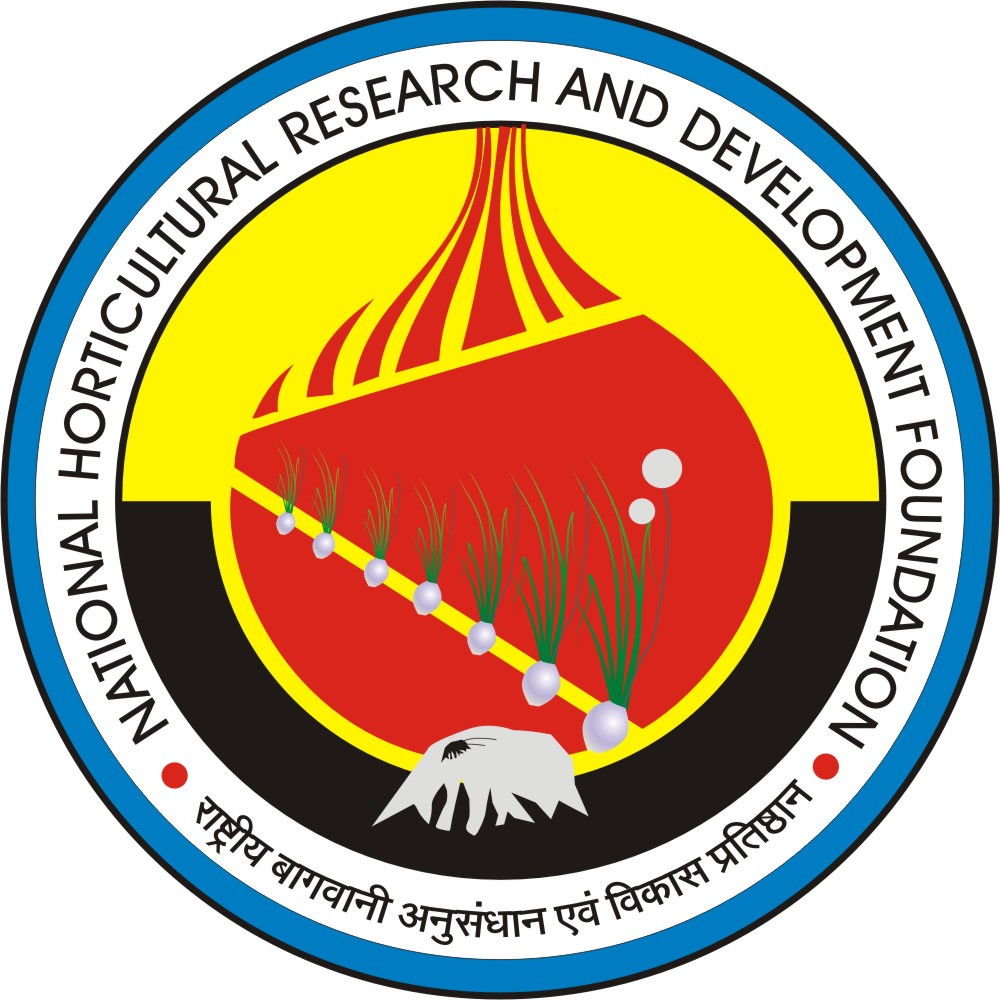 NATIONAL HORTICULTURAL RESEARCH AND DEVELOPMENT FOUNDATION
राष्ट्रीय बागवानी अनुसंधान एवं विकास प्रतिष्ठान